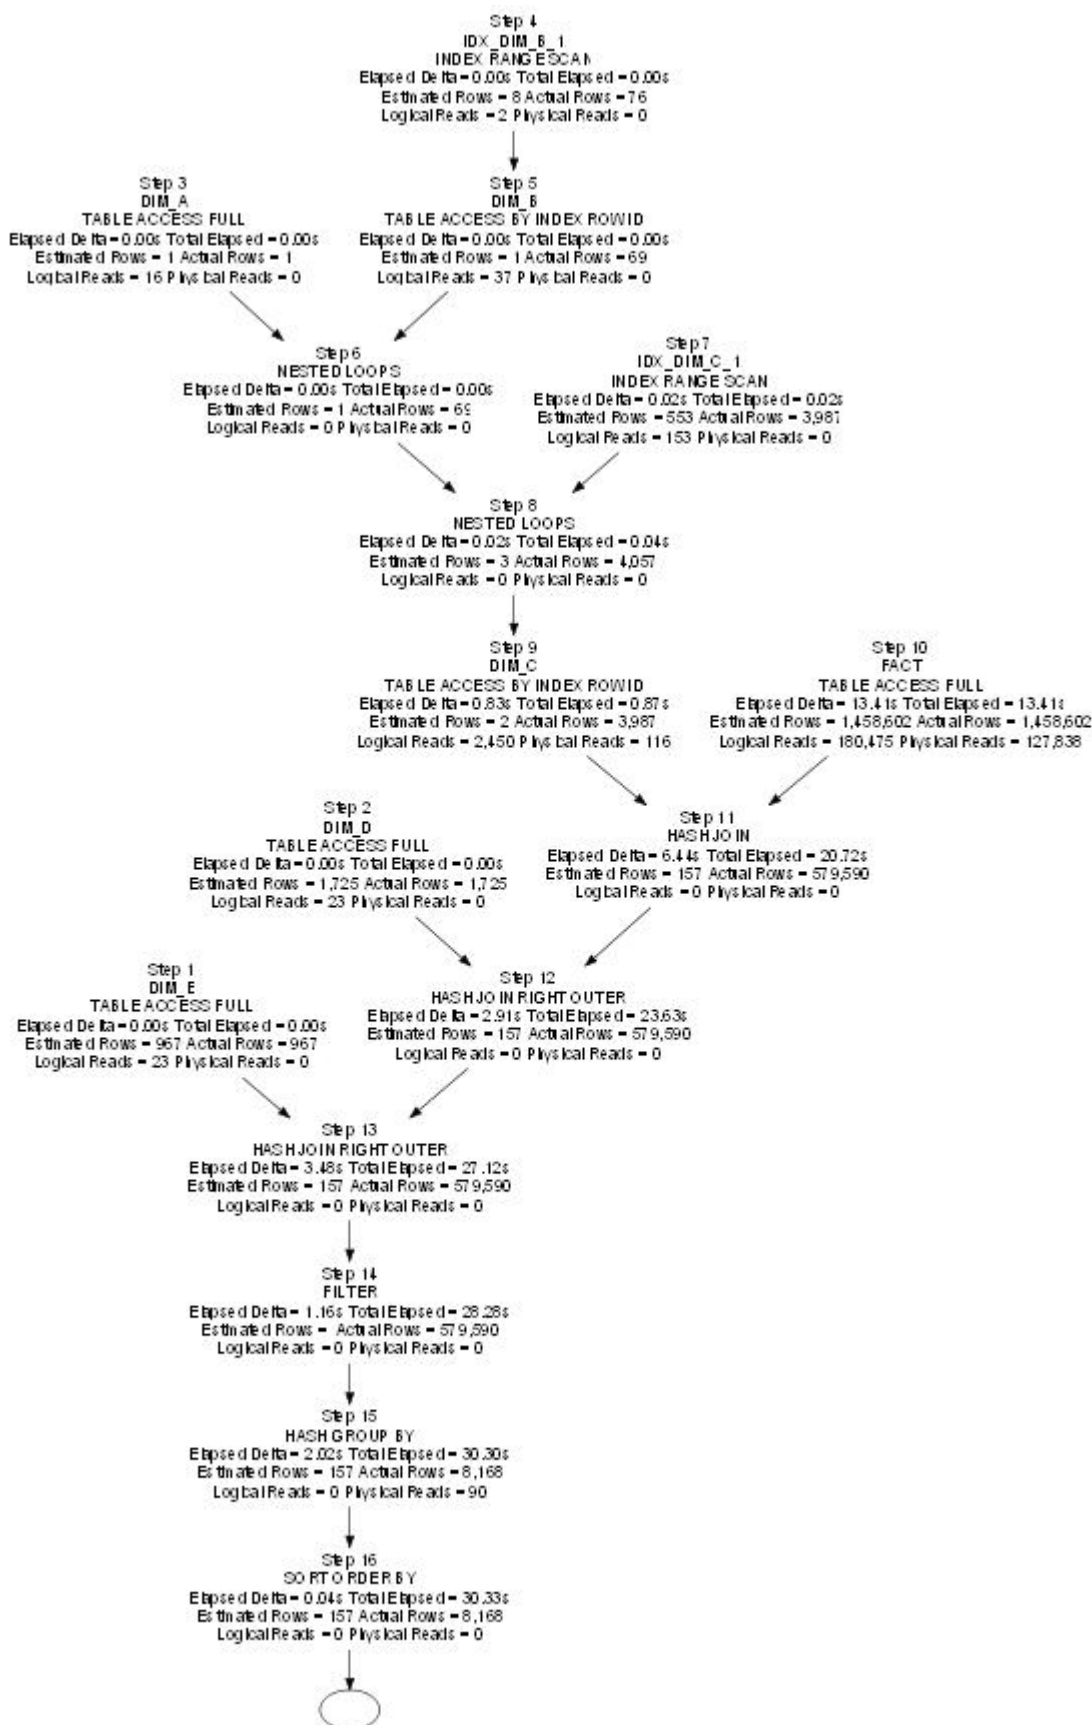 Step 4
IDX_DIM_B_1
INDEX RANGE SCAN
Elapsed Delta = 0.00s Total Elapsed = 0.00s
Estimated Rows = 8 Actual Rows = 76
Logical Reads = 2 Physical Reads = 0
Step 3
DIM_A
TABLE ACCESS FULL
Elapsed Delta = 0.00s Total Elapsed = 0.00s
Estimated Rows = 1 Actual Rows = 1
Logical Reads = 16 Physical Reads = 0
Step 5
DIM_B
TABLE ACCESS BY INDEX ROWID
Elapsed Delta = 0.00s Total Elapsed = 0.00s
Estimated Rows = 1 Actual Rows = 69
Logical Reads = 37 Physical Reads = 0
Step 6
NESTED LOOPS
Elapsed Delta = 0.00s Total Elapsed = 0.00s
Estimated Rows = 1 Actual Rows = 69
Logical Reads = 0 Physical Reads = 0
Step 7
IDX_DIM_C_1
INDEX RANGE SCAN
Elapsed Delta = 0.02s Total Elapsed = 0.02s
Estimated Rows = 553 Actual Rows = 3,987
Logical Reads = 153 Physical Reads = 0
Step 8
NESTED LOOPS
Elapsed Delta = 0.02s Total Elapsed = 0.04s
Estimated Rows = 3 Actual Rows = 4,057
Logical Reads = 0 Physical Reads = 0
Step 9
DIM_C
TABLE ACCESS BY INDEX ROWID
Elapsed Delta = 0.83s Total Elapsed = 0.87s
Estimated Rows = 2 Actual Rows = 3,987
Logical Reads = 2,450 Physical Reads = 116
Step 10
FACT
TABLE ACCESS FULL
Elapsed Delta = 13.41s Total Elapsed = 13.41s
Estimated Rows = 1,458,602 Actual Rows = 1,458,602
Logical Reads = 180,475 Physical Reads = 127,838
Step 2
DIM_D
TABLE ACCESS FULL
Elapsed Delta = 0.00s Total Elapsed = 0.00s
Estimated Rows = 1,725 Actual Rows = 1,725
Logical Reads = 23 Physical Reads = 0
Step 11
HASH JOIN
Elapsed Delta = 6.44s Total Elapsed = 20.72s
Estimated Rows = 157 Actual Rows = 579,590
Logical Reads = 0 Physical Reads = 0
Step 1
DIM_E
TABLE ACCESS FULL
Elapsed Delta = 0.00s Total Elapsed = 0.00s
Estimated Rows = 967 Actual Rows = 967
Logical Reads = 23 Physical Reads = 0
Step 12
HASH JOIN RIGHT OUTER
Elapsed Delta = 2.91s Total Elapsed = 23.63s
Estimated Rows = 157 Actual Rows = 579,590
Logical Reads = 0 Physical Reads = 0
Step 13
HASH JOIN RIGHT OUTER
Elapsed Delta = 3.48s Total Elapsed = 27.12s
Estimated Rows = 157 Actual Rows = 579,590
Logical Reads = 0 Physical Reads = 0
Step 14
FILTER
Elapsed Delta = 1.16s Total Elapsed = 28.28s
Estimated Rows = Actual Rows = 579,590
Logical Reads = 0 Physical Reads = 0
Step 15
HASH GROUP BY
Elapsed Delta = 2.02s Total Elapsed = 30.30s
Estimated Rows = 157 Actual Rows = 8,168
Logical Reads = 0 Physical Reads = 90
Step 16
SORT ORDER BY
Elapsed Delta = 0.04s Total Elapsed = 30.33s
Estimated Rows = 157 Actual Rows = 8,168
Logical Reads = 0 Physical Reads = 0